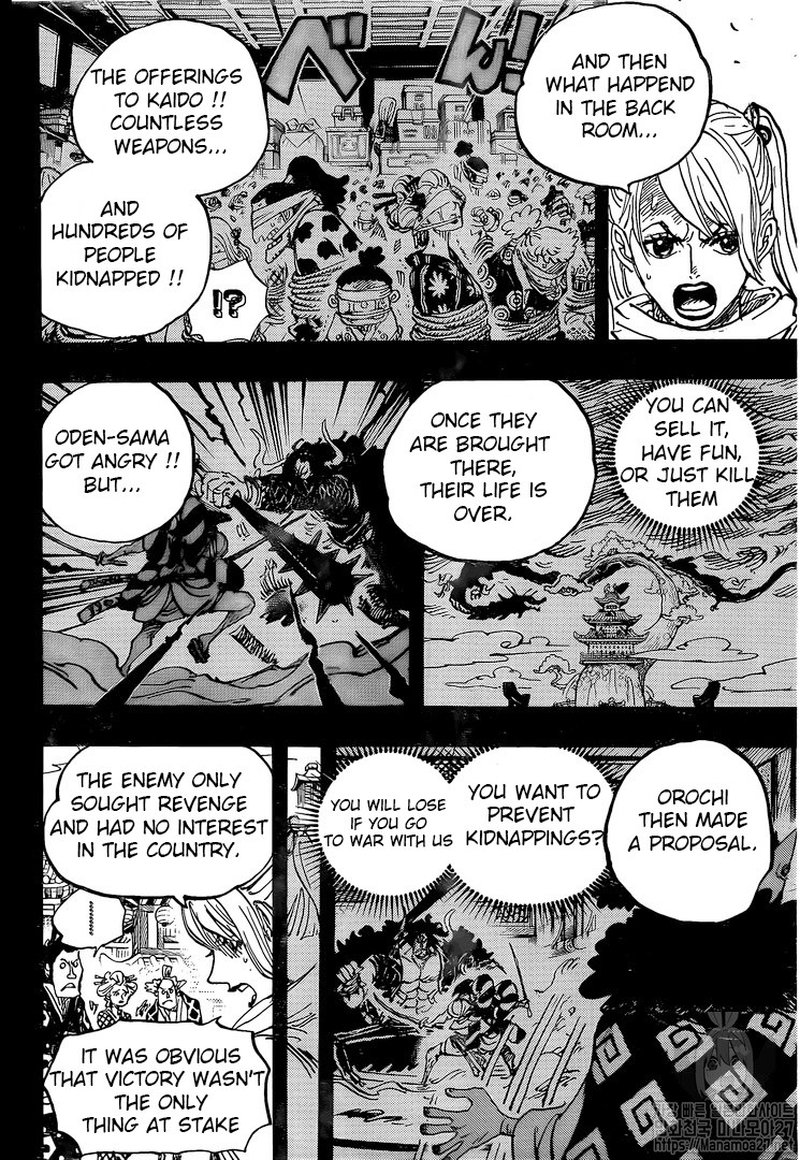 AND THEN
WHAT HAPPEND
IN THE BACK
ROOM...
べん!
THE OFFERINGS
TO KAIDO !!
COUNTLESS
WEAPONS...
AND
HUNDREDS OF
PEOPLE
KIDNAPPED !!
!?
YOU CAN
SELL IT,
HAVE FUN,
OR JUST KILL
THEM
ONCE THEY
ARE BROUGHT
THERE,
THEIR LIFE IS
OVER.
ODEN-SAMA
GOT ANGRY !!
BUT...
OROCHI
THEN MADE
A PROPOSAL.
YOU WANT TO
PREVENT
KIDNAPPINGS?
YOU WILL LOSE
IF YOU GO
TO WAR WITH US
THE ENEMY ONLY
SOUGHT REVENGE
AND HAD NO INTEREST
IN THE COUNTRY.
IT WAS OBVIOUS
THAT VICTORY WASN'T
THE ONLY
THING AT STAKE
https://Manamoa27.net